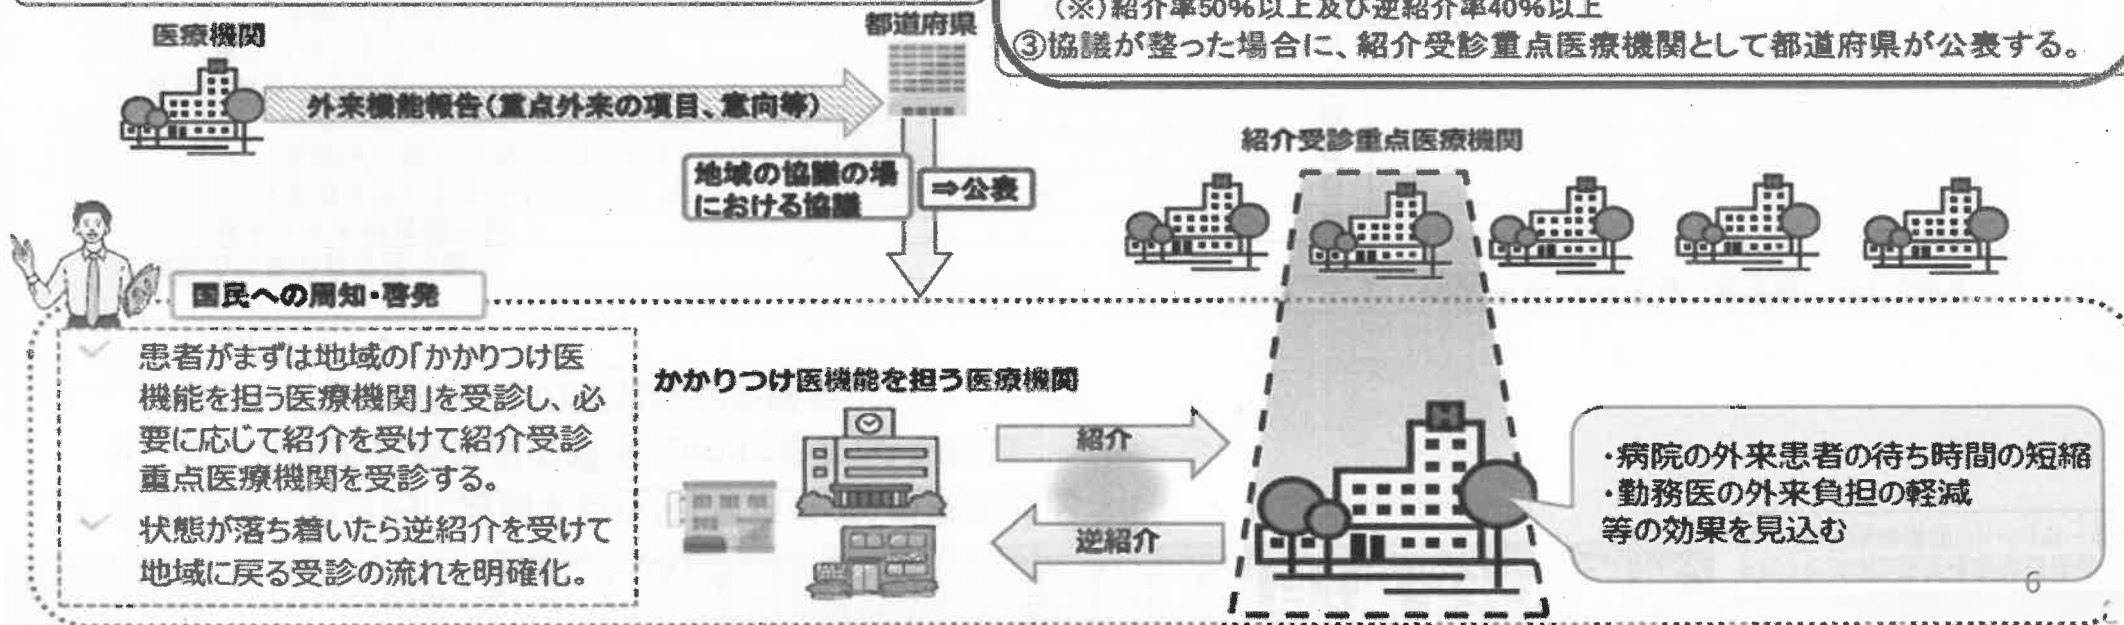 (※)紹介率50%以上及び逆紹介率40%以上
③協議が整った場合に、紹介受診重点医療機関として都道府県が公表する。
医療機関
都道府県
外来機能報告(重点外来の項目、意向等)
地域の協議の場
における協議
⇒公表
紹介受診重点医療機関
国民への周知・啓発
患者がまずは地域の「かかりつけ医
機能を担う医療機関」を受診し、必
要に応じて紹介を受けて紹介受診
重点医療機関を受診する。
状態が落ち着いたら逆紹介を受けて
地域に戻る受診の流れを明確化。
かかりつけ医機能を担う医療機関
紹介
逆紹介
・病院の外来患者の待ち時間の短縮
・勤務医の外来負担の軽減
等の効果を見込む
6